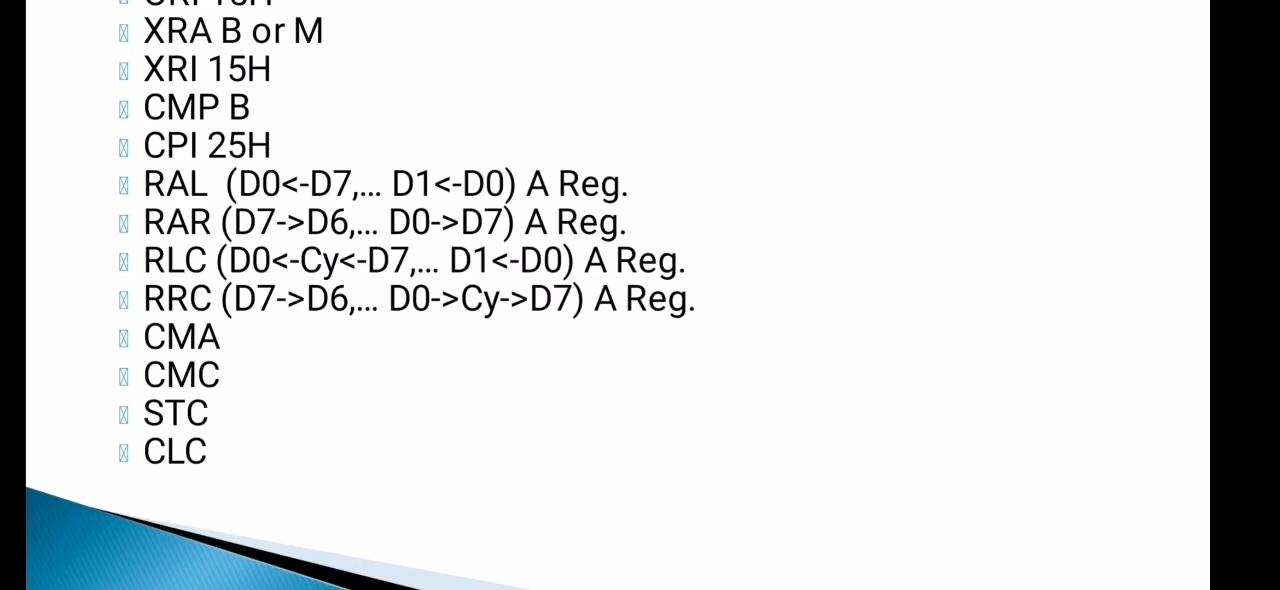 XRA B or M
XRI 15H
CMP B
CPI 25H
RAL (D0<-D7,... D1<-D0) A Reg.
RAR (D7->D6,... D0->D7) A Reg.
RLC (D0<-Cy<-D7,... D1<-D0) A Reg.
RRC (D7->D6,... D0->Cy->D7) A Reg.
CMA
CMC
STC
CLC